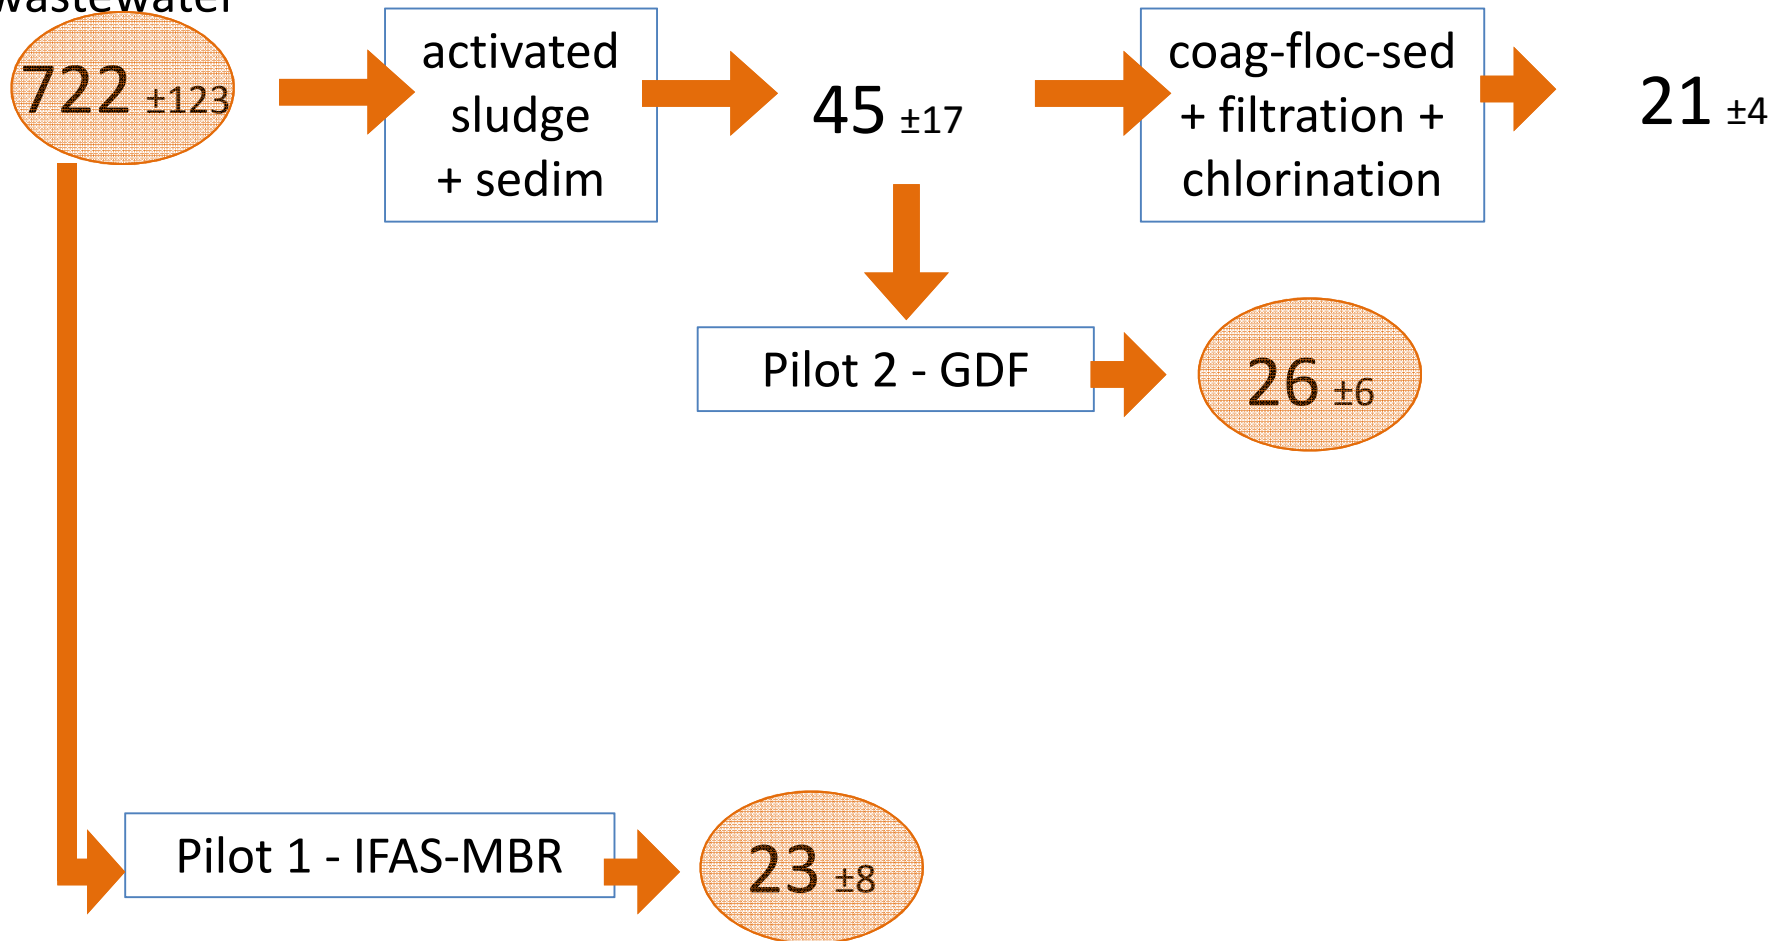 wastewater
722 ±123
activated
sludge
+ sedim
45 ±17
coag-floc-sed
+ filtration +
chlorination
21 ±4
Pilot 2 - GDF
26 ±6
Pilot 1 - IFAS-MBR
23 ±8